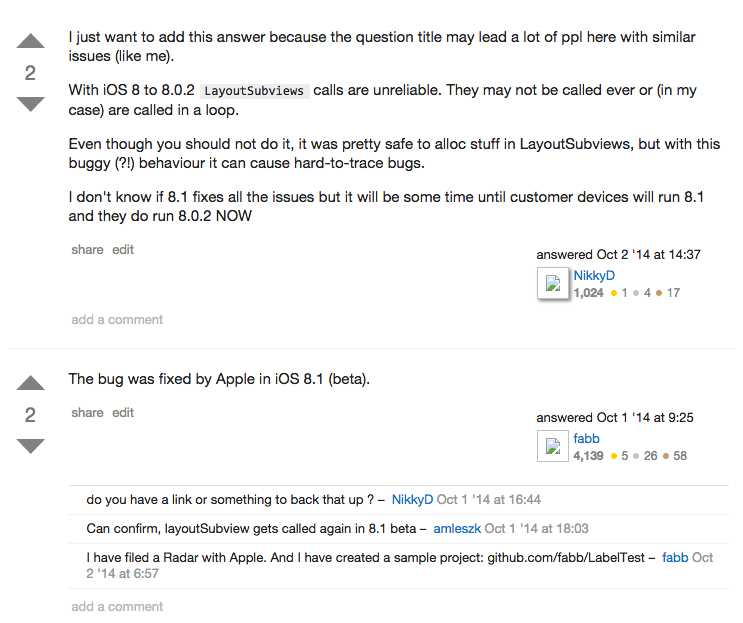 I just want to add this answer because the question title may lead a lot of ppl here with similar
issues (like me).
2
With iOS 8 to 8.0.2 LayoutSubviews calls are unreliable. They may not be called ever or (in my
case) are called in a loop.
Even though you should not do it, it was pretty safe to alloc stuff in LayoutSubviews, but with this
buggy (?!) behaviour it can cause hard-to-trace bugs.
I don't know if 8.1 fixes all the issues but it will be some time until customer devices will run 8.1
and they do run 8.0.2 NOW
share edit
answered Oct 2 '14 at 14:37
NikkyD
1,024 1 4 17
add a comment
The bug was fixed by Apple in iOS 8.1 (beta).
2
share edit
answered Oct 1 '14 at 9:25
fabb
4,139 5 26 58
do you have a link or something to back that up ? – NikkyD Oct 1 '14 at 16:44
Can confirm, layoutSubview gets called again in 8.1 beta – amleszk Oct 1 '14 at 18:03
I have filed a Radar with Apple. And I have created a sample project: github.com/fabb/LabelTest – fabb Oct
2 '14 at 6:57
add a comment